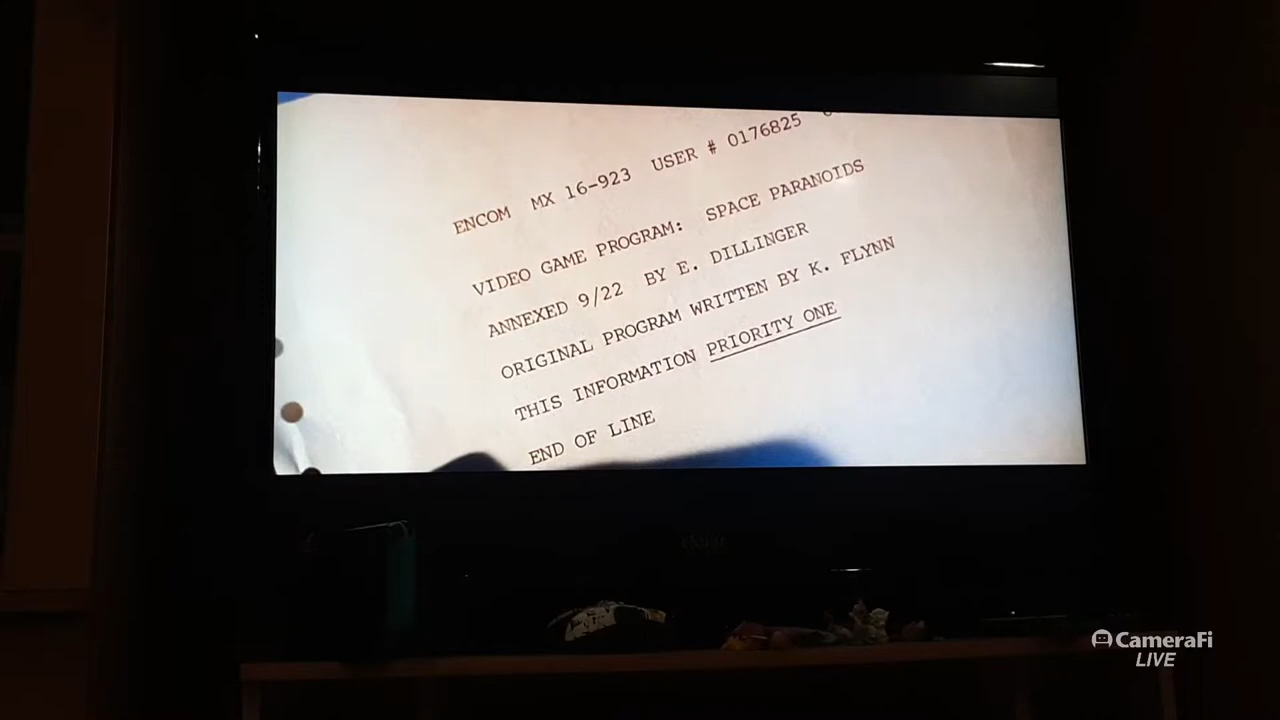 ENCOM MX 16-923 USER # 0176825
VIDEO GAME PROGRAM: SPACE PARANOIDS
ANNEXED 9/22 BY E. DILLINGER
ORIGINAL PROGRAM WRITTEN BY K. FLYNN
THIS INFORMATION PRIORITY ONE
END OF LINE
CameraFi
LIVE